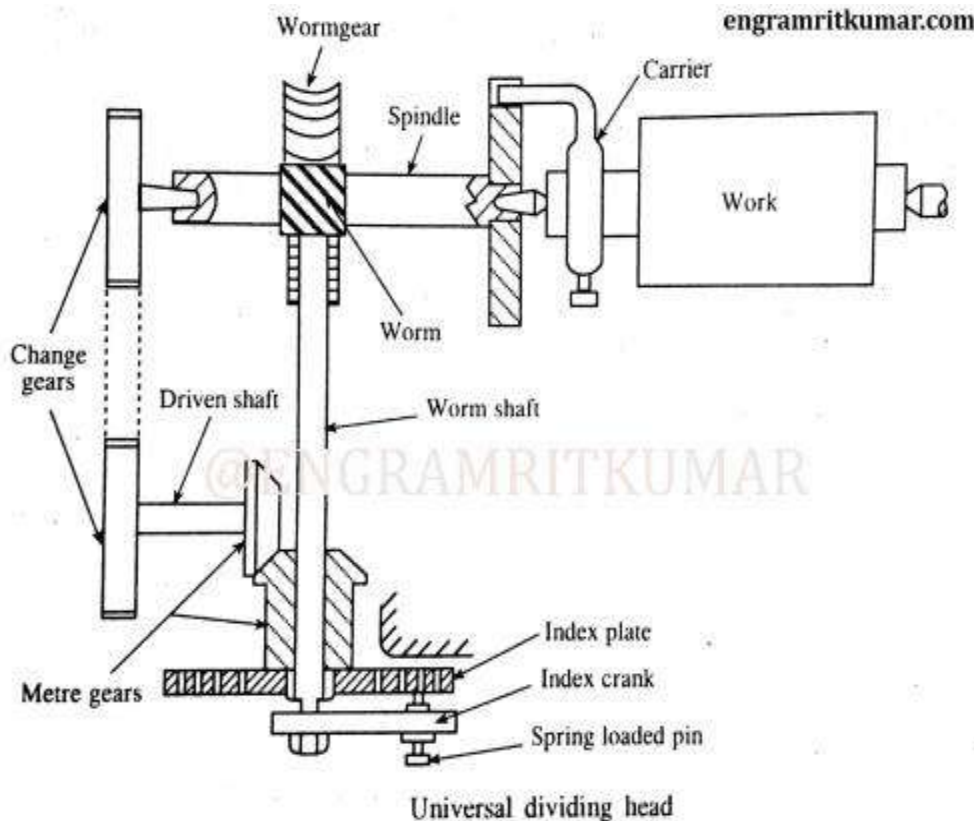 engramritkumar.com
Wormgear
Carrier
Spindle
Work
Worm
Change
gears
Driven shaft
Worm shaft
@ENGRAMRITKUMAR
Index plate
Metre gears
Index crank
Spring loaded pin
Universal dividing head